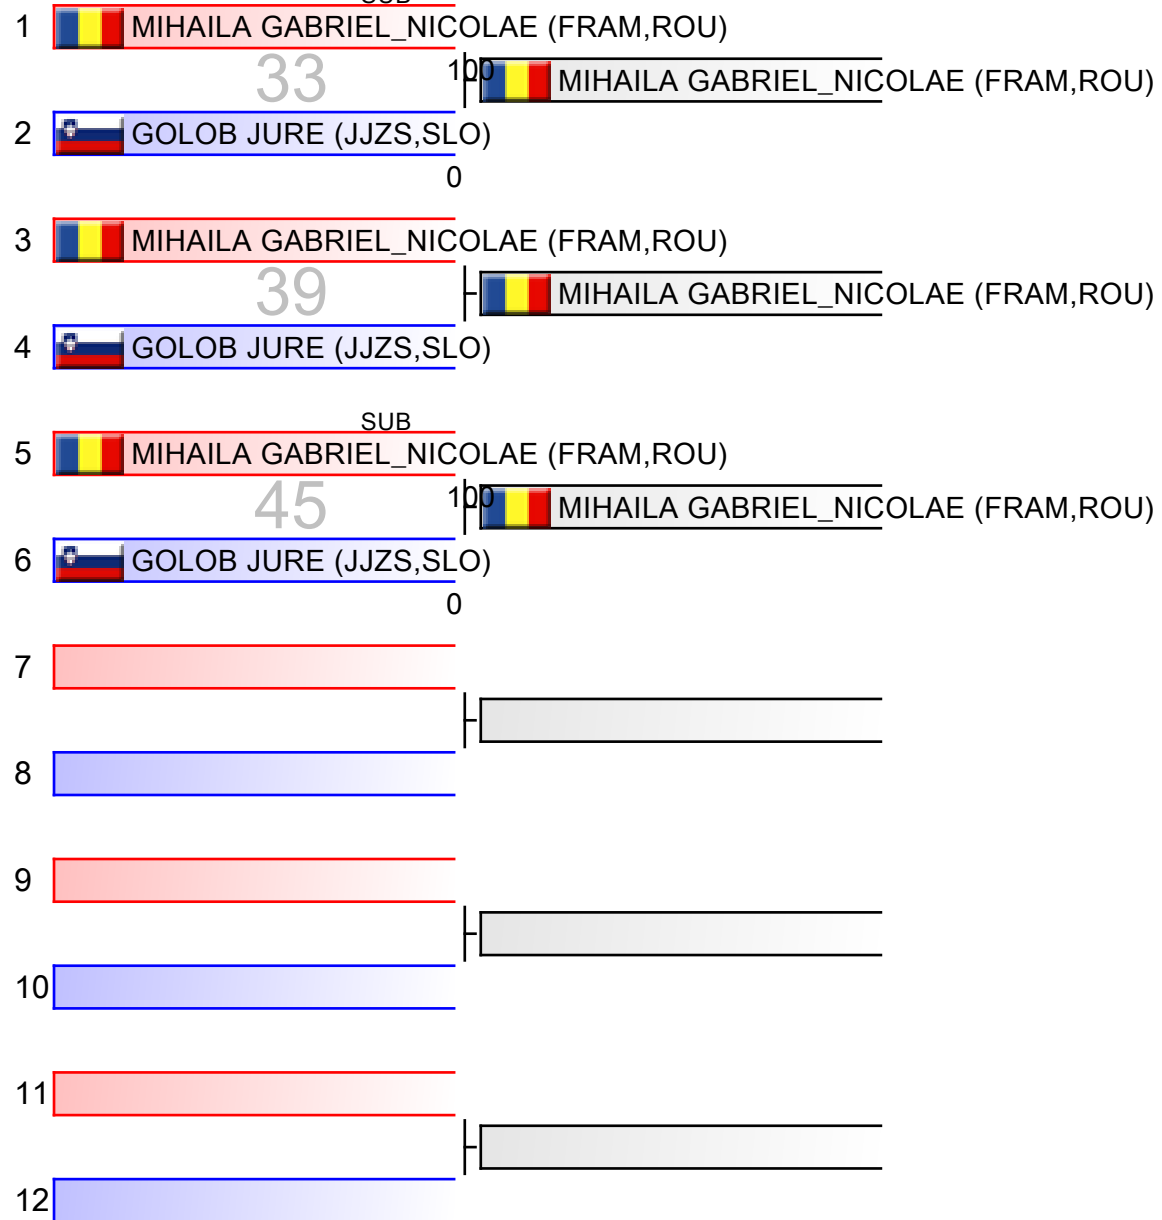 SUB
1 MIHAILA GABRIEL_NICOLAE (FRAM,ROU)
33 100 MIHAILA GABRIEL_NICOLAE (FRAM,ROU)
2 GOLOB JURE (JJZS,SLO)
0
3 MIHAILA GABRIEL_NICOLAE (FRAM,ROU)
39 MIHAILA GABRIEL_NICOLAE (FRAM,ROU)
4 GOLOB JURE (JJZS,SLO)
SUB
5 MIHAILA GABRIEL_NICOLAE (FRAM,ROU)
45 100 MIHAILA GABRIEL_NICOLAE (FRAM,ROU)
6 GOLOB JURE (JJZS,SLO)
0
7
8
9
10
11
12